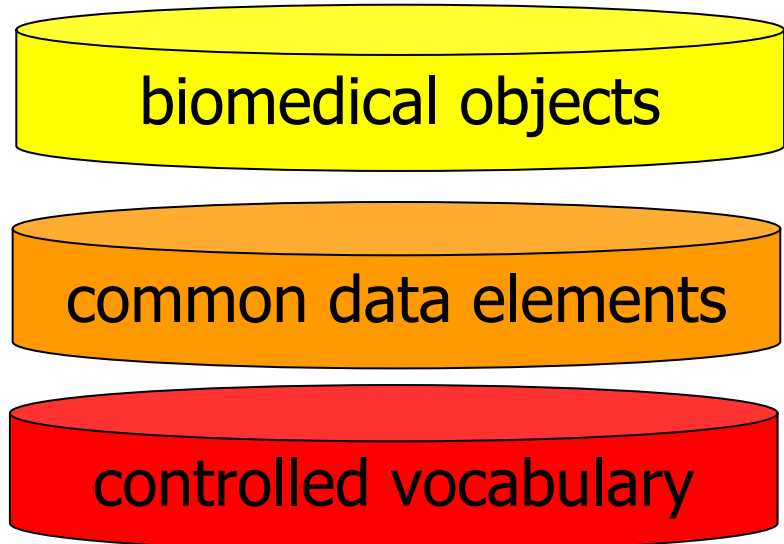 biomedical objects
common data elements
controlled vocabulary